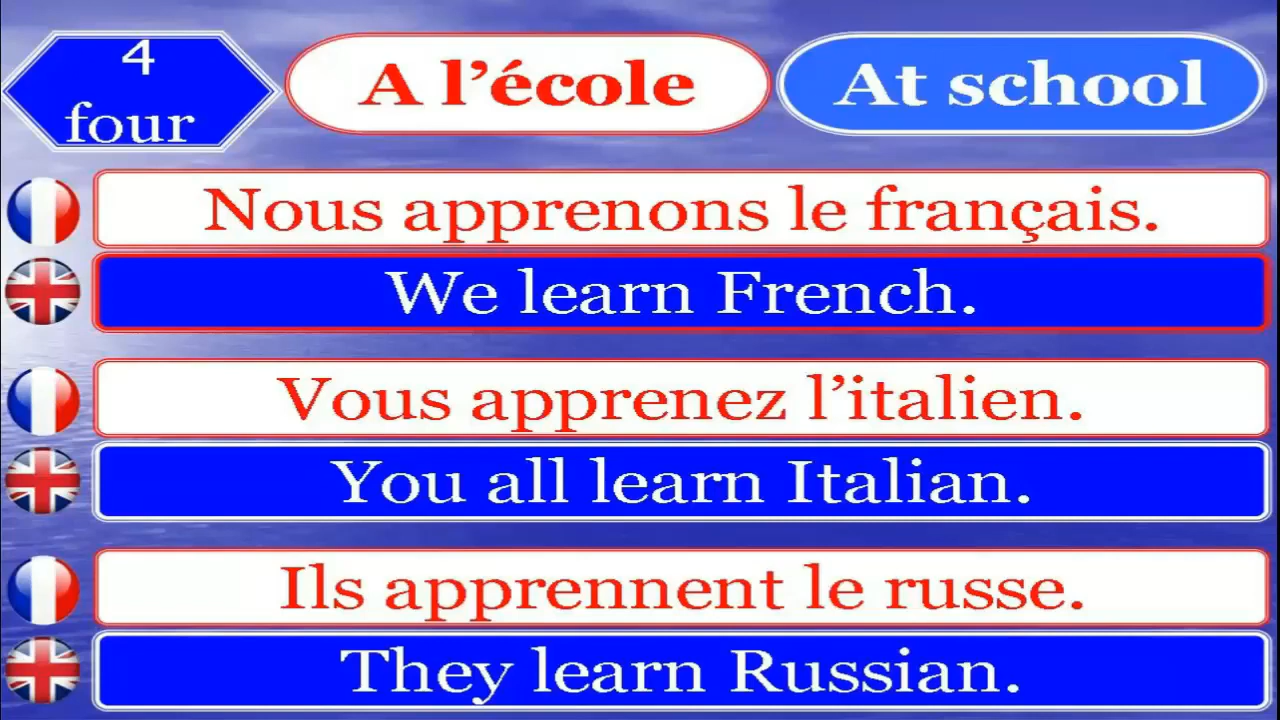 4
four
A l’école
At school
Nous apprenons le français.
We learn French.
Vous apprenez l’italien.
You all learn Italian.
Ils apprennent le russe.
They learn Russian.